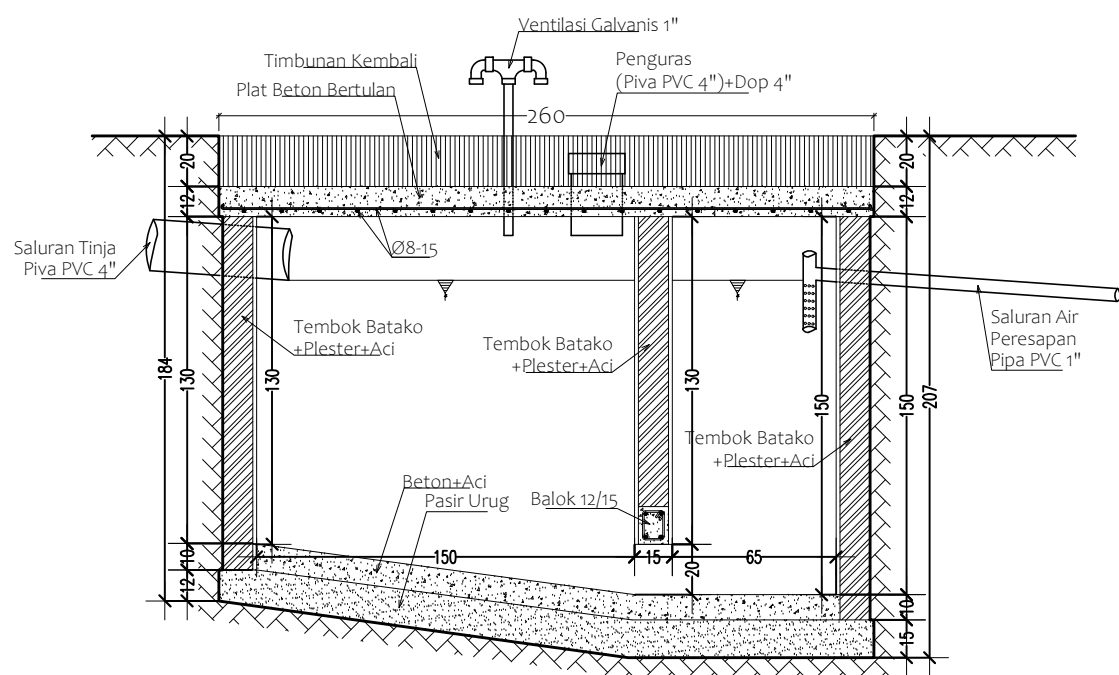 Ventilasi Galvanis 1"
Timbunan Kembali
Penguras
(Piva PVC 4")+Dop 4"
Plat Beton Bertulan
260
20
20
12
12
Ø8-15
Saluran Tinja
Piva PVC 4"
Tembok Batako
+Plester+Aci
Tembok Batako
+Plester+Aci
Saluran Air
Peresapan
Pipa PVC 1"
184
130
130
130
150
150
207
Tembok Batako
+Plester+Aci
Beton+Aci
Pasir Urug
Balok 12/15
150
15
65
10
12
20
10
15